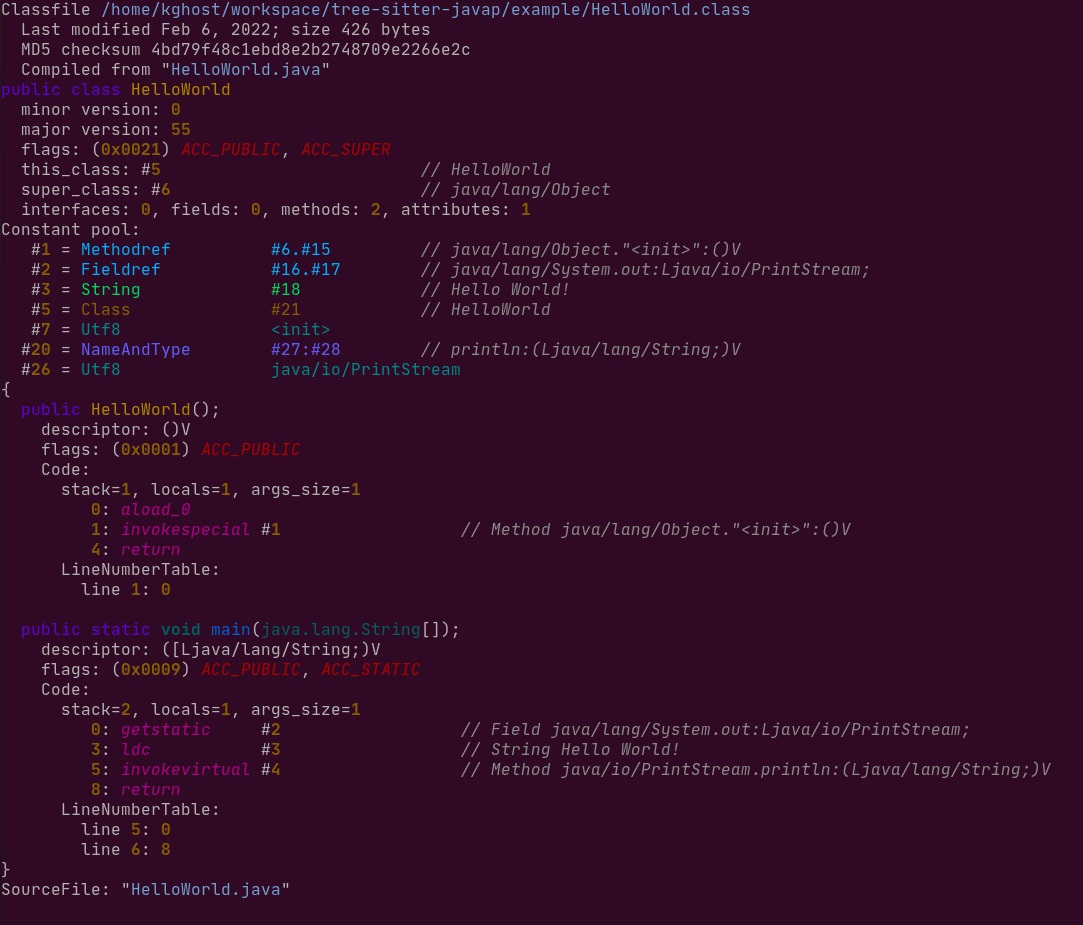 Classfile /home/kghost/workspace/tree-sitter-javap/example/HelloWorld.class
  Last modified Feb 6, 2022; size 426 bytes
  MD5 checksum 4bd79f48c1ebd8e2b2748709e2266e2c
  Compiled from "HelloWorld.java"
public class HelloWorld
  minor version: 0
  major version: 55
  flags: (0x0021) ACC_PUBLIC, ACC_SUPER
  this_class: #5                          // HelloWorld
  super_class: #6                         // java/lang/Object
  interfaces: 0, fields: 0, methods: 2, attributes: 1
Constant pool:
   #1 = Methodref          #6.#15         // java/lang/Object."<init>":()V
   #2 = Fieldref           #16.#17        // java/lang/System.out:Ljava/io/PrintStream;
   #3 = String             #18            // Hello World!
   #5 = Class              #21            // HelloWorld
   #7 = Utf8               <init>
  #20 = NameAndType        #27:#28        // println:(Ljava/lang/String;)V
  #26 = Utf8               java/io/PrintStream
{
  public HelloWorld();
    descriptor: ()V
    flags: (0x0001) ACC_PUBLIC
    Code:
      stack=1, locals=1, args_size=1
         0: aload_0
         1: invokespecial #1                  // Method java/lang/Object."<init>":()V
         4: return
      LineNumberTable:
        line 1: 0

  public static void main(java.lang.String[]);
    descriptor: ([Ljava/lang/String;)V
    flags: (0x0009) ACC_PUBLIC, ACC_STATIC
    Code:
      stack=2, locals=1, args_size=1
         0: getstatic     #2                  // Field java/lang/System.out:Ljava/io/PrintStream;
         3: ldc           #3                  // String Hello World!
         5: invokevirtual #4                  // Method java/io/PrintStream.println:(Ljava/lang/String;)V
         8: return
      LineNumberTable:
        line 5: 0
        line 6: 8
}
SourceFile: "HelloWorld.java"